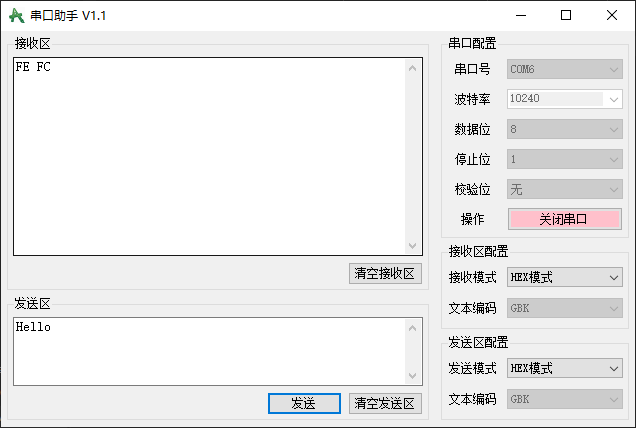 串口助手 V1.1
接收区
FE FC
清空接收区
发送区
Hello
发送
清空发送区
串口配置
串口号 COM6
波特率 10240
数据位 8
停止位 1
校验位 无
操作 关闭串口
接收区配置
接收模式 HEX模式
文本编码 GBK
发送区配置
发送模式 HEX模式
文本编码 GBK